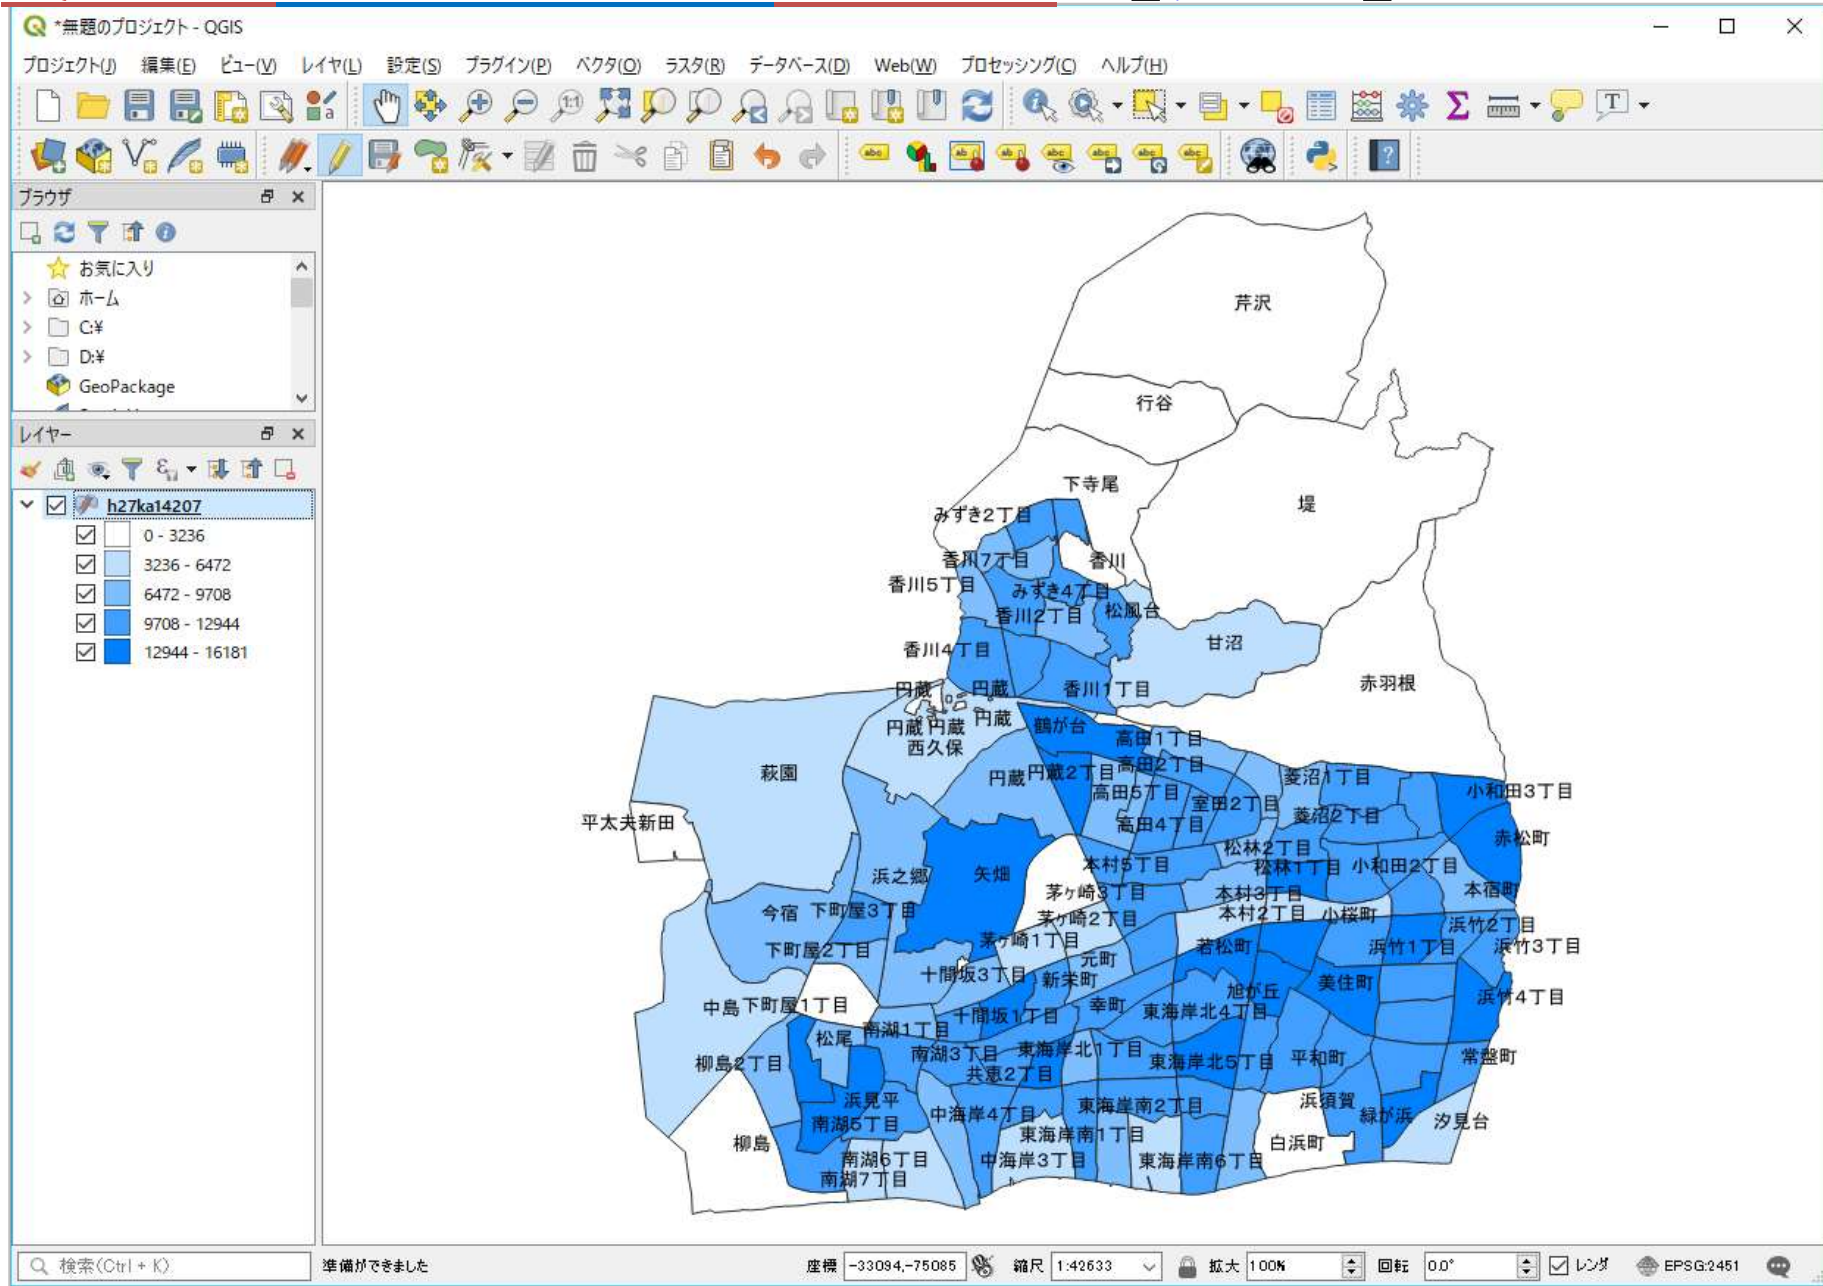 *無題のプロジェクト - QGIS
プロジェクト(J) 編集(E) ビュー(V) レイヤ(L) 設定(S) プラグイン(P) ベクタ(O) ラスタ(R) データベース(D) Web(W) プロセッシング(C) ヘルプ(H)
ブラウザ
お気に入り
ホーム
C:¥
D:¥
GeoPackage
レイヤー
h27ka14207
0 - 3236
3236 - 6472
6472 - 9708
9708 - 12944
12944 - 16181
芹沢
行谷
下寺尾
堤
みずき2丁目
香川7丁目
香川
香川5丁目
みずき4丁目
香川2丁目
松風台
甘沼
香川4丁目
赤羽根
円蔵
円蔵
香川1丁目
円蔵
円蔵
円蔵
鶴が台
西久保
高田1丁目
萩園
円蔵
円蔵2丁目
高田2丁目
菱沼1丁目
高田5丁目
室田2丁目
小和田3丁目
平太夫新田
高田4丁目
菱沼2丁目
赤松町
松林2丁目
浜之郷
矢畑
本村5丁目
松林1丁目
小和田2丁目
茅ヶ崎3丁目
本村3丁目
本宿町
今宿
下町屋3丁目
茅ヶ崎2丁目
本村2丁目
小桜町
浜竹2丁目
下町屋2丁目
茅ヶ崎1丁目
若松町
浜竹1丁目
浜竹3丁目
元町
十間坂3丁目
新栄町
旭が丘
美住町
浜竹4丁目
中島
下町屋1丁目
幸町
東海岸北4丁目
十間坂1丁目
松尾
南湖1丁目
南湖3丁目
東海岸北1丁目
柳島2丁目
共恵2丁目
東海岸北5丁目
平和町
常盤町
浜見平
中海岸4丁目
東海岸南2丁目
浜須賀
緑が浜
汐見台
南湖5丁目
東海岸南1丁目
柳島
白浜町
南湖6丁目
中海岸3丁目
東海岸南6丁目
南湖7丁目
検索(Ctrl + K)
準備ができました
座標 -33094,-75085
縮尺 1:42633
拡大 100%
回転 0.0°
レンダ
EPSG:2451